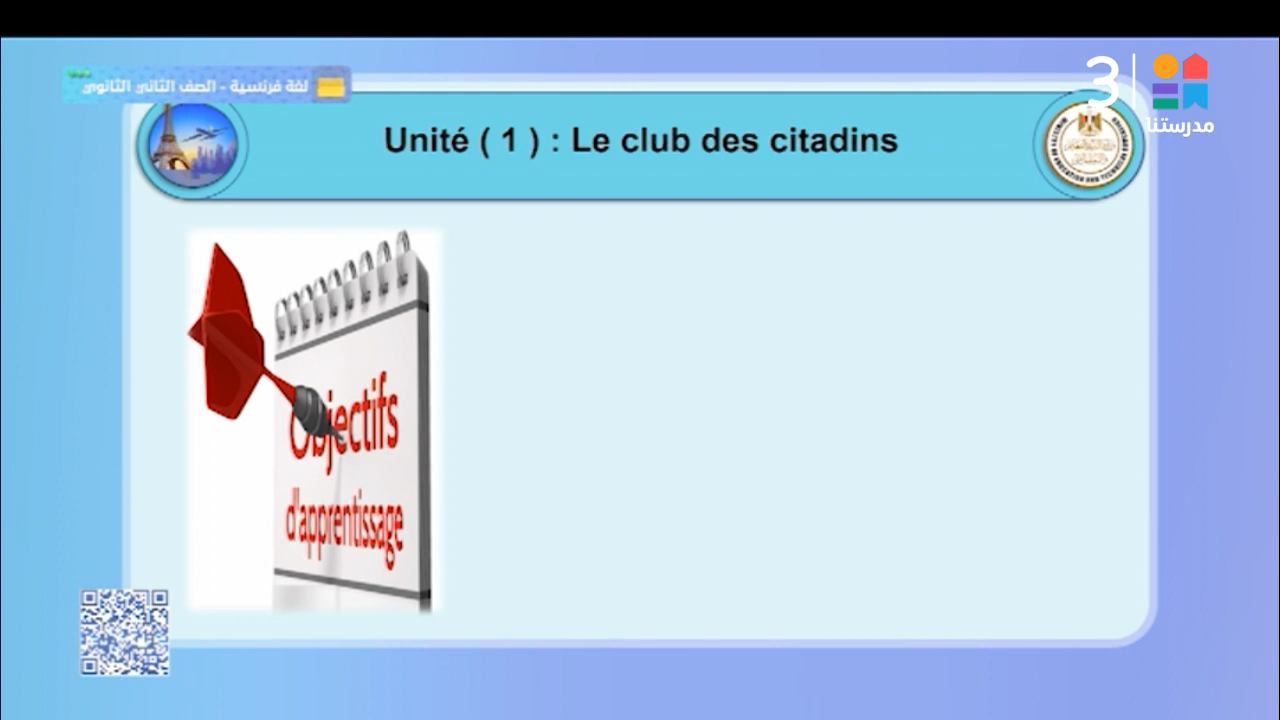 3
مدرستنا
لغة فرنسية - الصف الثاني الثانوي
Unité ( 1 ) : Le club des citadins
Objectifs
d'apprentissage